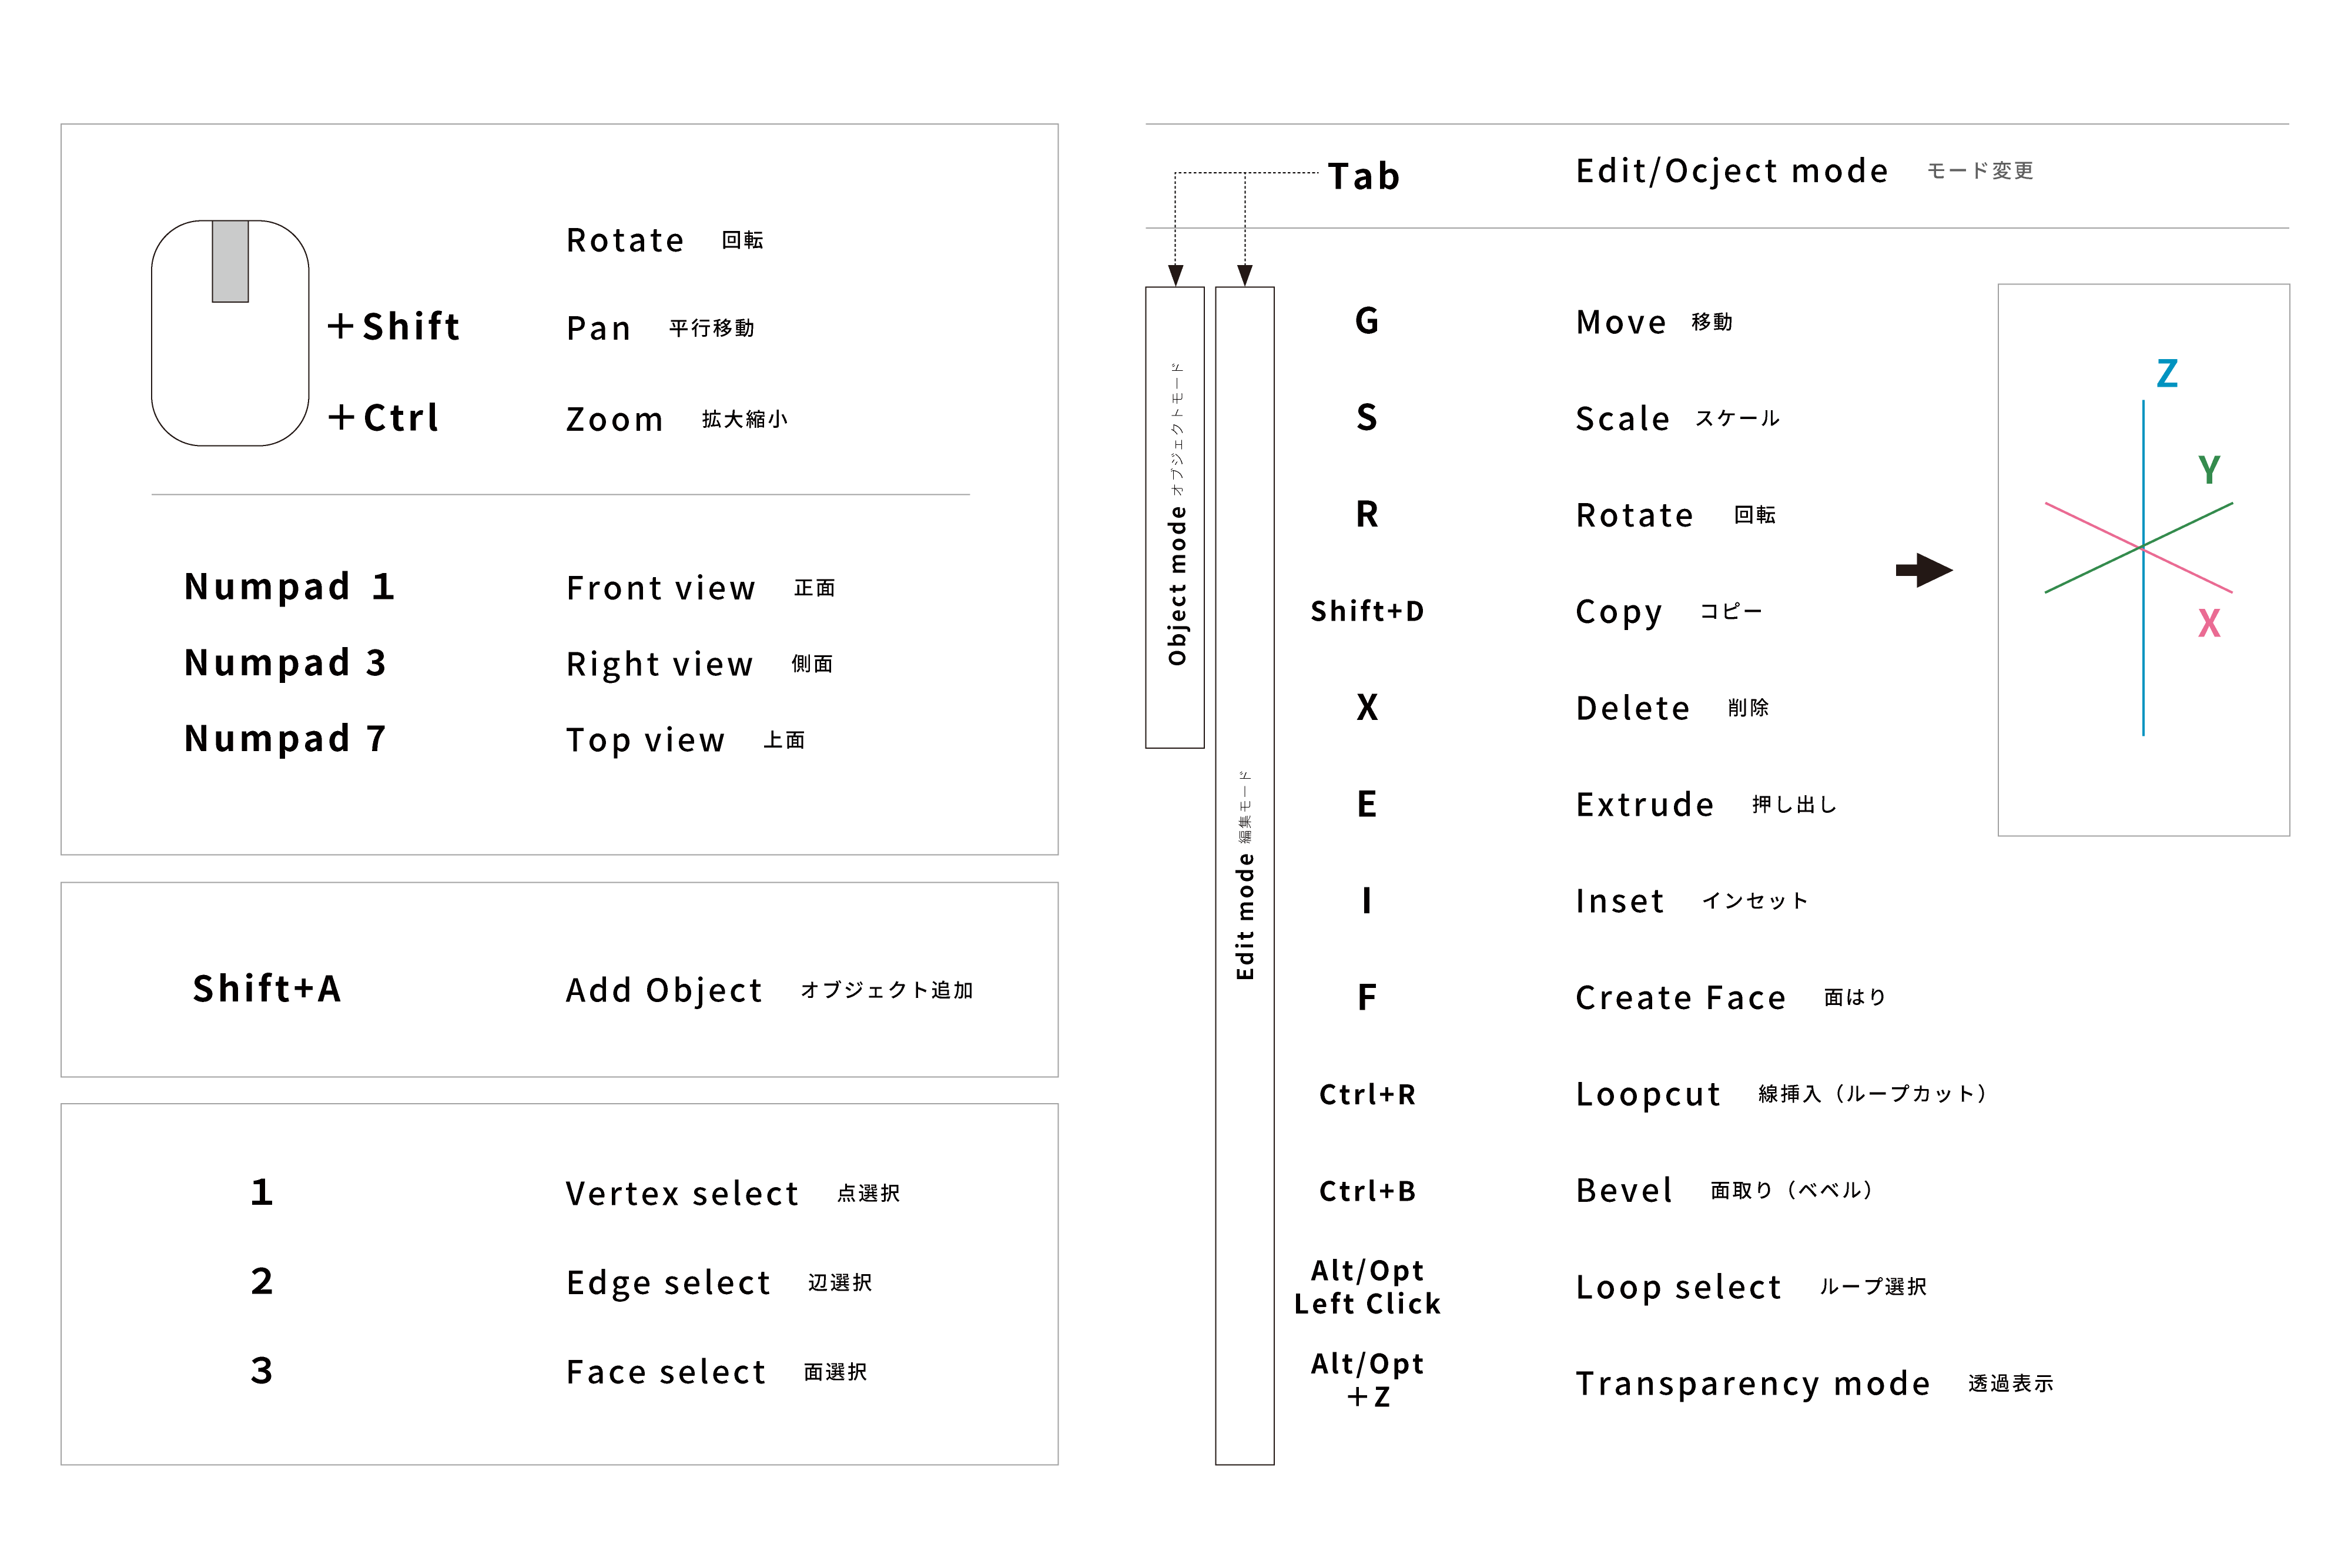 Rotate 回転
＋Shift Pan 平行移動
＋Ctrl Zoom 拡大縮小
Numpad 1 Front view 正面
Numpad 3 Right view 側面
Numpad 7 Top view 上面
Shift+A Add Object オブジェクト追加
1 Vertex select 点選択
2 Edge select 辺選択
3 Face select 面選択
Tab Edit/Ocject mode モード変更
Object mode オブジェクトモード
Edit mode 編集モード
G Move 移動
S Scale スケール
R Rotate 回転
Shift+D Copy コピー
X Delete 削除
E Extrude 押し出し
I Inset インセット
F Create Face 面はり
Ctrl+R Loopcut 線挿入（ループカット）
Ctrl+B Bevel 面取り（ベベル）
Alt/Opt
Left Click Loop select ループ選択
Alt/Opt
＋Z Transparency mode 透過表示
Z
Y
X